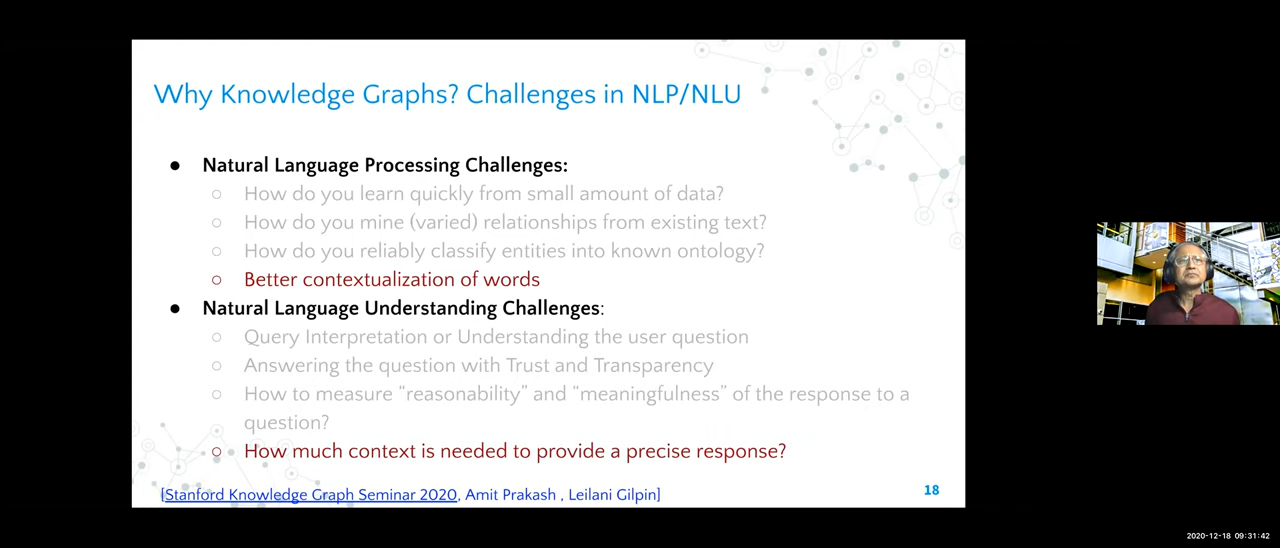 Why Knowledge Graphs? Challenges in NLP/NLU
● Natural Language Processing Challenges:
○ How do you learn quickly from small amount of data?
○ How do you mine (varied) relationships from existing text?
○ How do you reliably classify entities into known ontology?
○ Better contextualization of words
● Natural Language Understanding Challenges:
○ Query Interpretation or Understanding the user question
○ Answering the question with Trust and Transparency
○ How to measure “reasonability” and “meaningfulness” of the response to a
question?
○ How much context is needed to provide a precise response?
[Stanford Knowledge Graph Seminar 2020, Amit Prakash , Leilani Gilpin]
18
2020-12-18 09:31:42